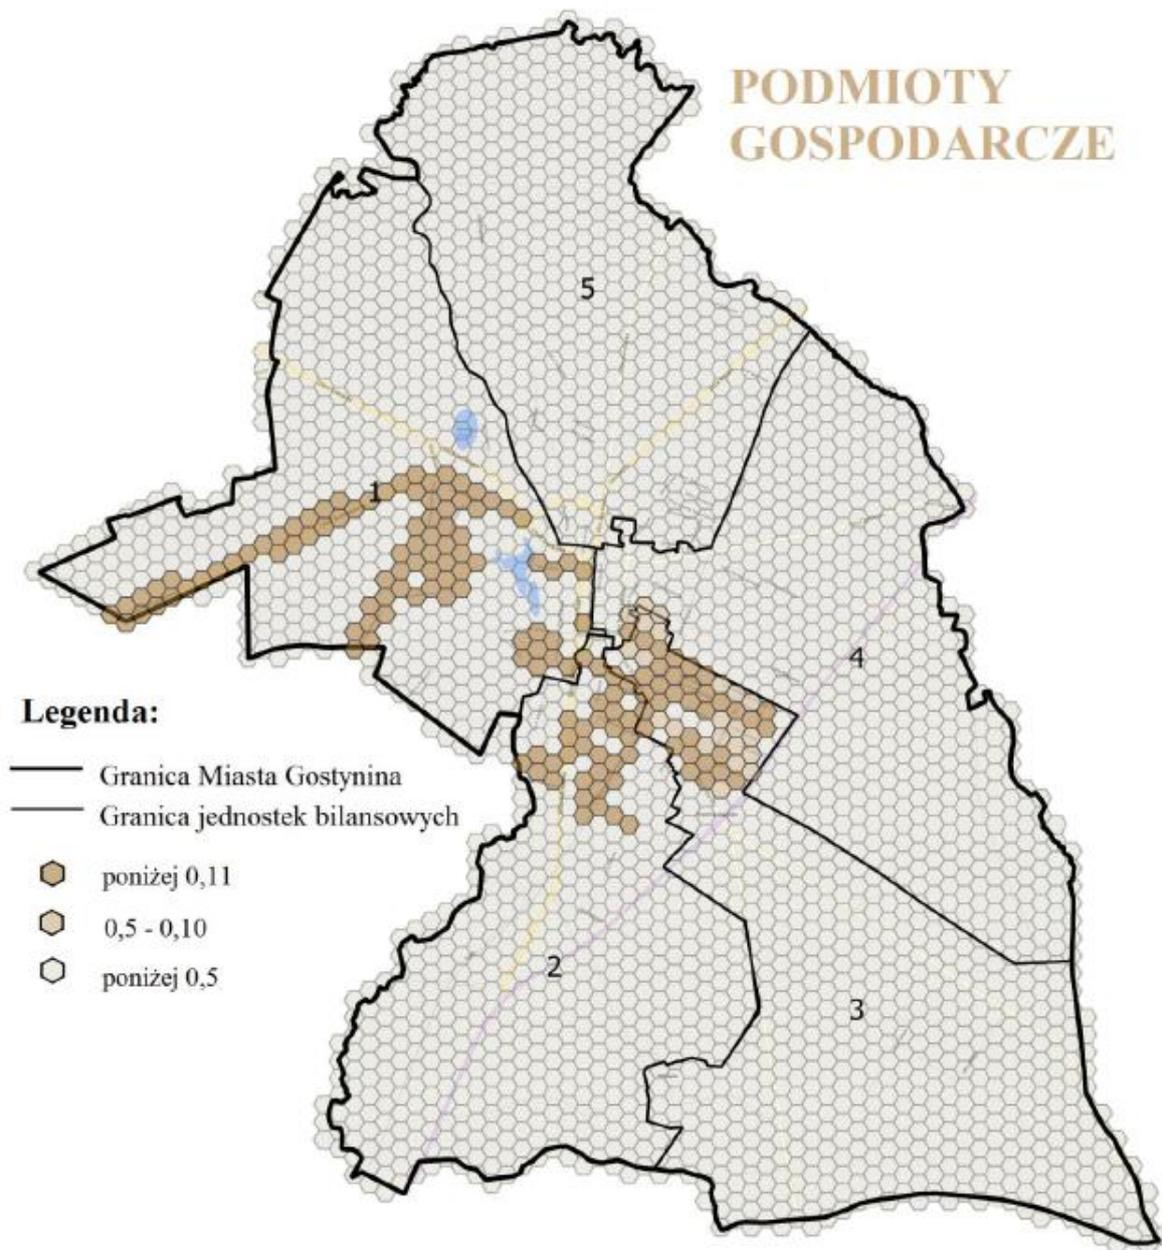 PODMIOTY
GOSPODARCZE
5
1
4
Legenda:
Granica Miasta Gostynina
Granica jednostek bilansowych
poniżej 0,11
0,5 - 0,10
poniżej 0,5
2
3